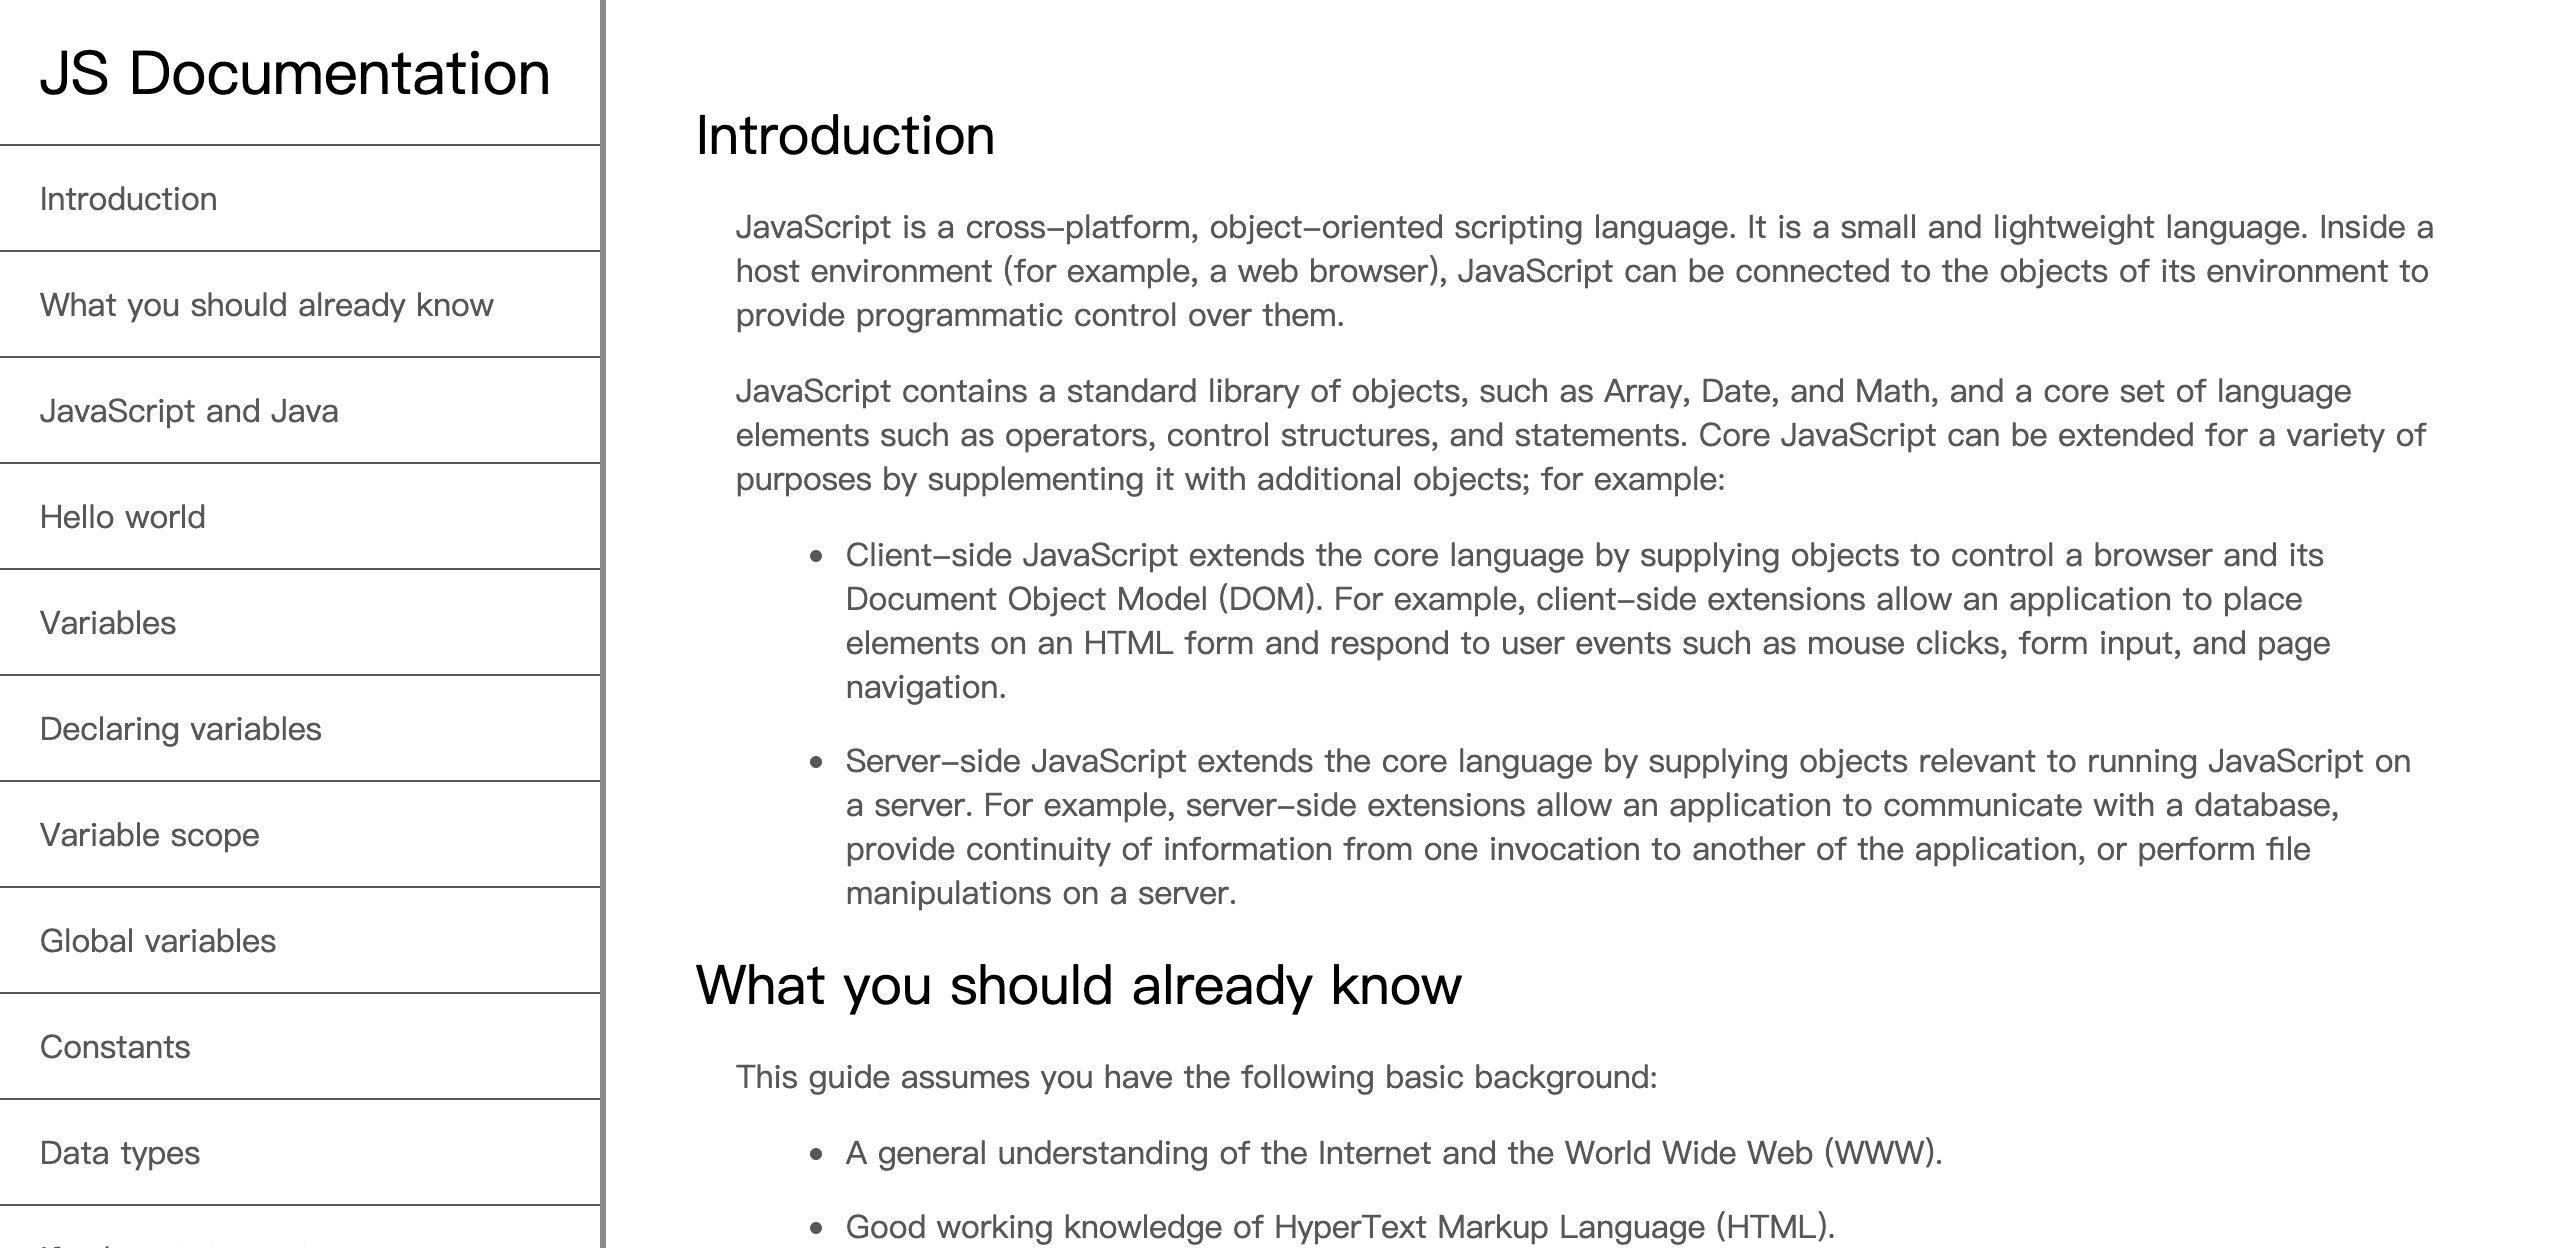 JS Documentation
Introduction
What you should already know
JavaScript and Java
Hello world
Variables
Declaring variables
Variable scope
Global variables
Constants
Data types
Introduction
JavaScript is a cross-platform, object-oriented scripting language. It is a small and lightweight language. Inside a
host environment (for example, a web browser), JavaScript can be connected to the objects of its environment to
provide programmatic control over them.
JavaScript contains a standard library of objects, such as Array, Date, and Math, and a core set of language
elements such as operators, control structures, and statements. Core JavaScript can be extended for a variety of
purposes by supplementing it with additional objects; for example:
• Client-side JavaScript extends the core language by supplying objects to control a browser and its
Document Object Model (DOM). For example, client-side extensions allow an application to place
elements on an HTML form and respond to user events such as mouse clicks, form input, and page
navigation.
• Server-side JavaScript extends the core language by supplying objects relevant to running JavaScript on
a server. For example, server-side extensions allow an application to communicate with a database,
provide continuity of information from one invocation to another of the application, or perform file
manipulations on a server.
What you should already know
This guide assumes you have the following basic background:
• A general understanding of the Internet and the World Wide Web (WWW).
• Good working knowledge of HyperText Markup Language (HTML).